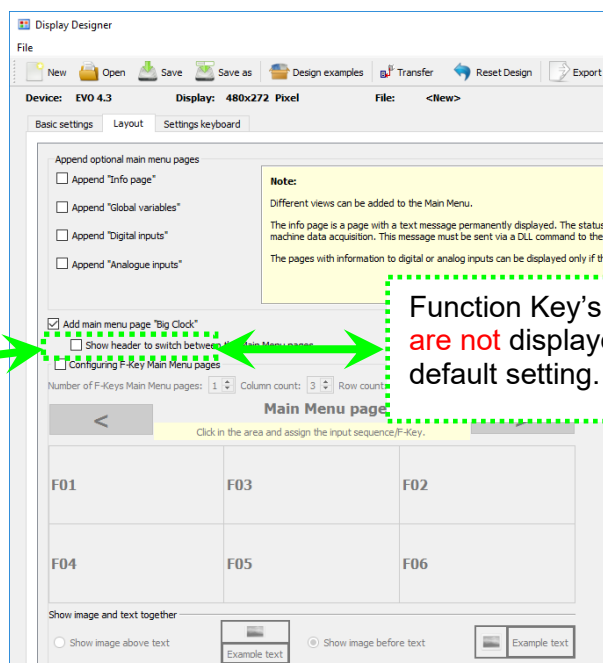 Display Designer
File
New Open Save Save as Design examples Transfer Reset Design Export
Device: EVO 4.3 Display: 480x272 Pixel File: <New>
Basic settings Layout Settings keyboard
Append optional main menu pages
Append "Info page"
Append "Global variables"
Append "Digital inputs"
Append "Analogue inputs"
Note:
Different views can be added to the Main Menu.
The info page is a page with a text message permanently displayed. The status
machine data acquisition. This message must be sent via a DLL command to the
The pages with information to digital or analog inputs can be displayed only if th
Function Key's
are not displaye
default setting.
Add main menu page "Big Clock"
Show header to switch between the Main Menu pages
Configuring F-Key Main Menu pages
Number of F-Keys Main Menu pages: 1 Column count: 3 Row count:
< Main Menu page
Click in the area and assign the input sequence/F-Key.
F01 F03 F02
F04 F05 F06
Show image and text together
Show image above text Example text Show image before text Example text